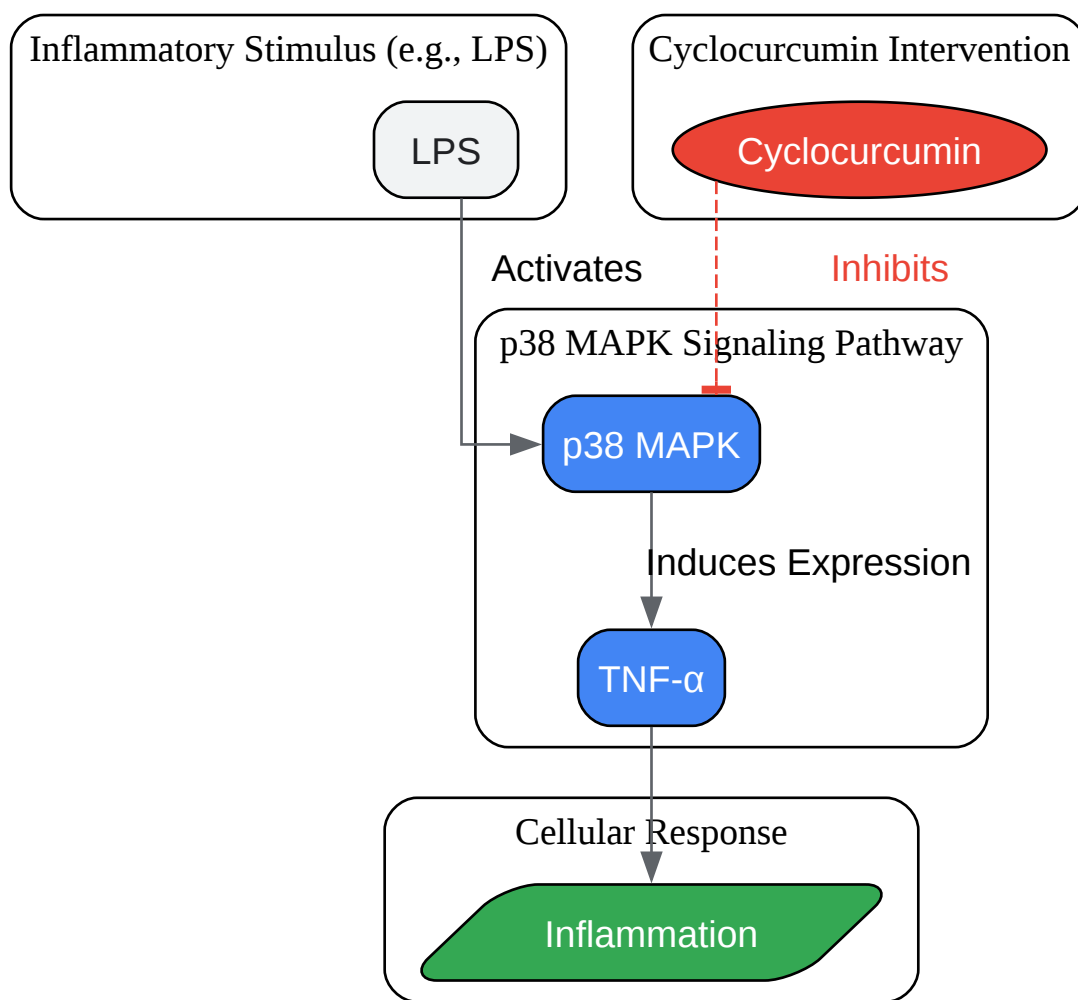 Inflammatory Stimulus (e.g., LPS)
Cyclocurcumin Intervention
LPS
Cyclocurcumin
Activates
Inhibits
p38 MAPK Signaling Pathway
p38 MAPK
Induces Expression
TNF-α
Cellular Response
Inflammation